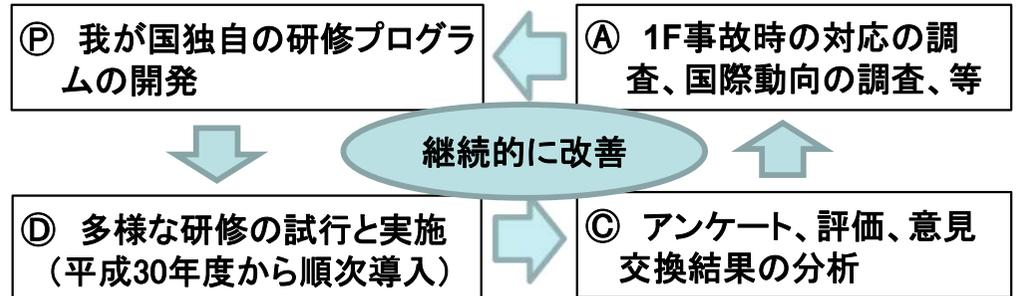 Ⓟ 我が国独自の研修プログラ
ムの開発
Ⓐ 1F事故時の対応の調
査、国際動向の調査、等
継続的に改善
Ⓓ 多様な研修の試行と実施
（平成30年度から順次導入）
Ⓒ アンケート、評価、意見
交換結果の分析